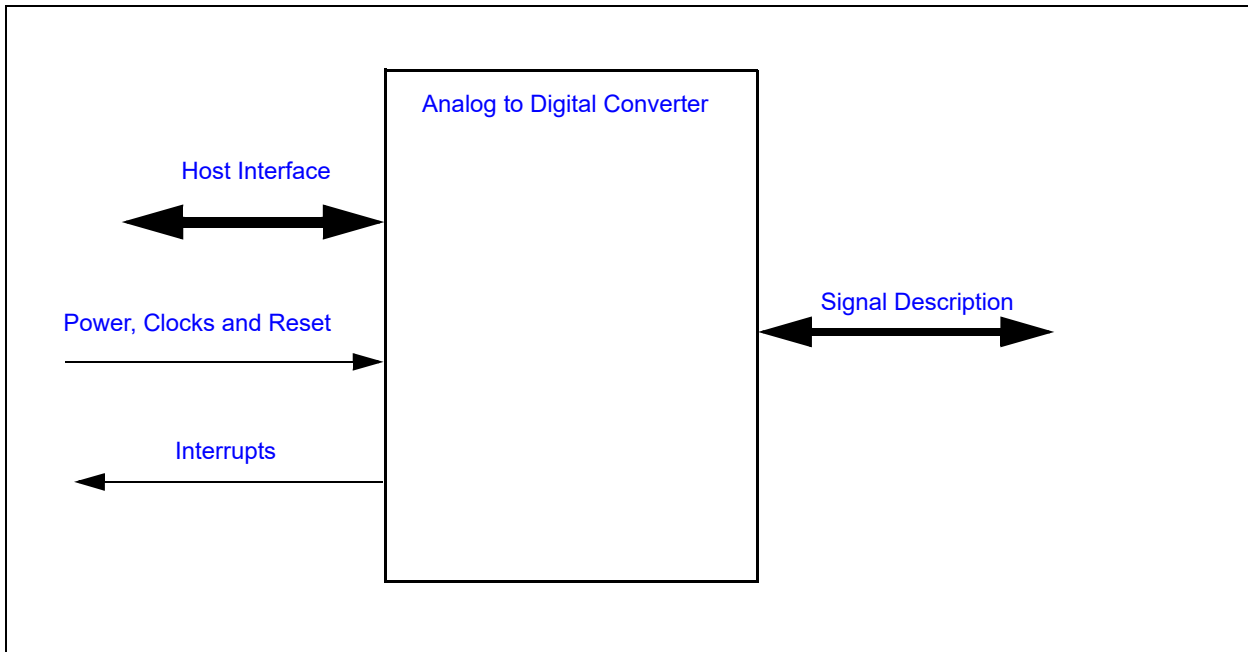 Analog to Digital Converter
Host Interface
Signal Description
Power, Clocks and Reset
Interrupts